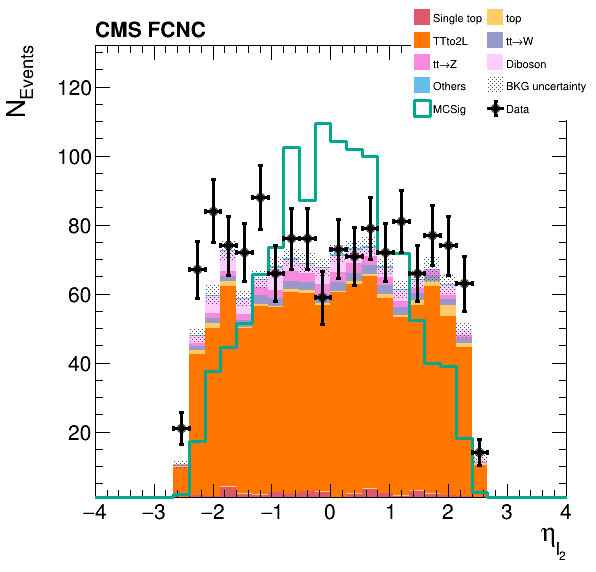 CMS FCNC
Single top
top
TTto2L
tt→W
tt→Z
Diboson
Others
BKG uncertainty
MCSig
Data
N_Events
120
100
80
60
40
20
−4 −3 −2 −1 0 1 2 3 4
η_l_2